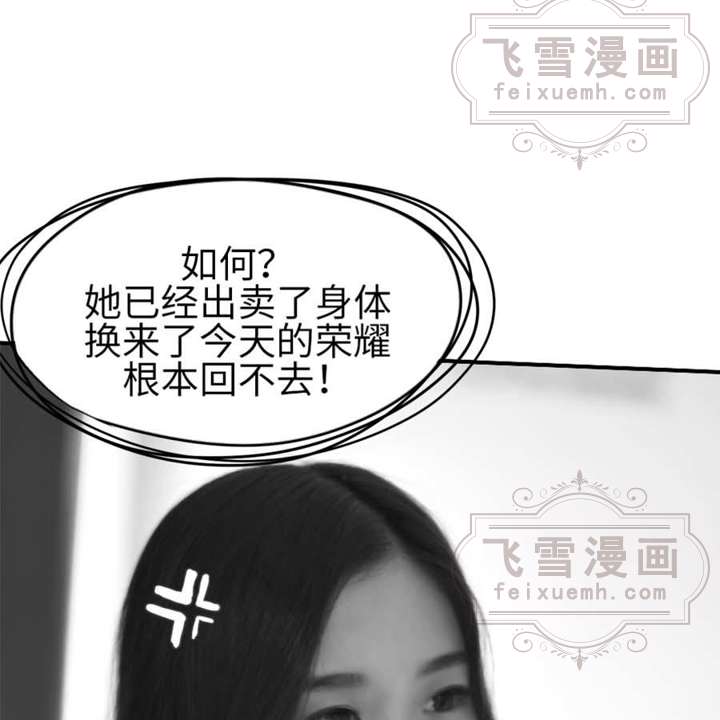 飞雪漫画
feixuemh.com
如何？
她已经出卖了身体
换来了今天的荣耀
根本回不去！
飞雪漫画
feixuemh.com